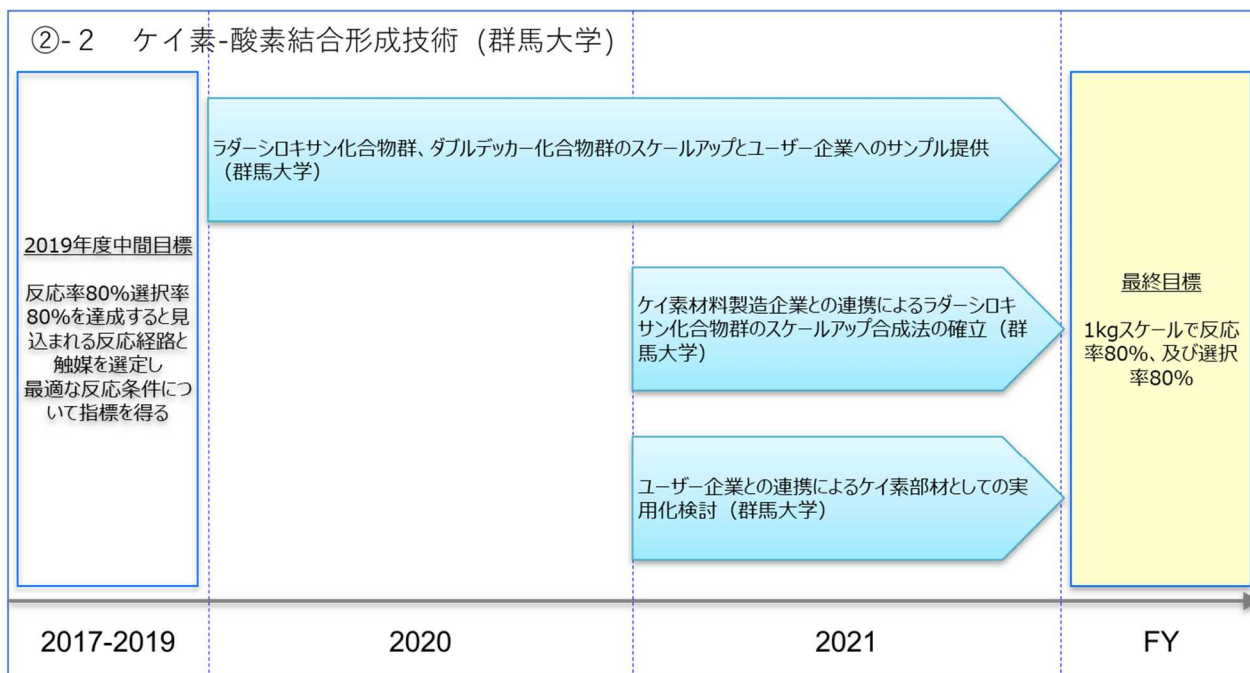 ②-２　ケイ素-酸素結合形成技術 (群馬大学)
2019年度中間目標
反応率80%選択率
80%を達成すると見
込まれる反応経路と
触媒を選定し
最適な反応条件につ
いて指標を得る
ラダーシロキサン化合物群、ダブルデッカー化合物群のスケールアップとユーザー企業へのサンプル提供
（群馬大学）
ケイ素材料製造企業との連携によるラダーシロキ
サン化合物群のスケールアップ合成法の確立（群
馬大学）
ユーザー企業との連携によるケイ素部材としての実
用化検討（群馬大学）
最終目標
1kgスケールで反応
率80%、及び選択
率80%
2017-2019
2020
2021
FY